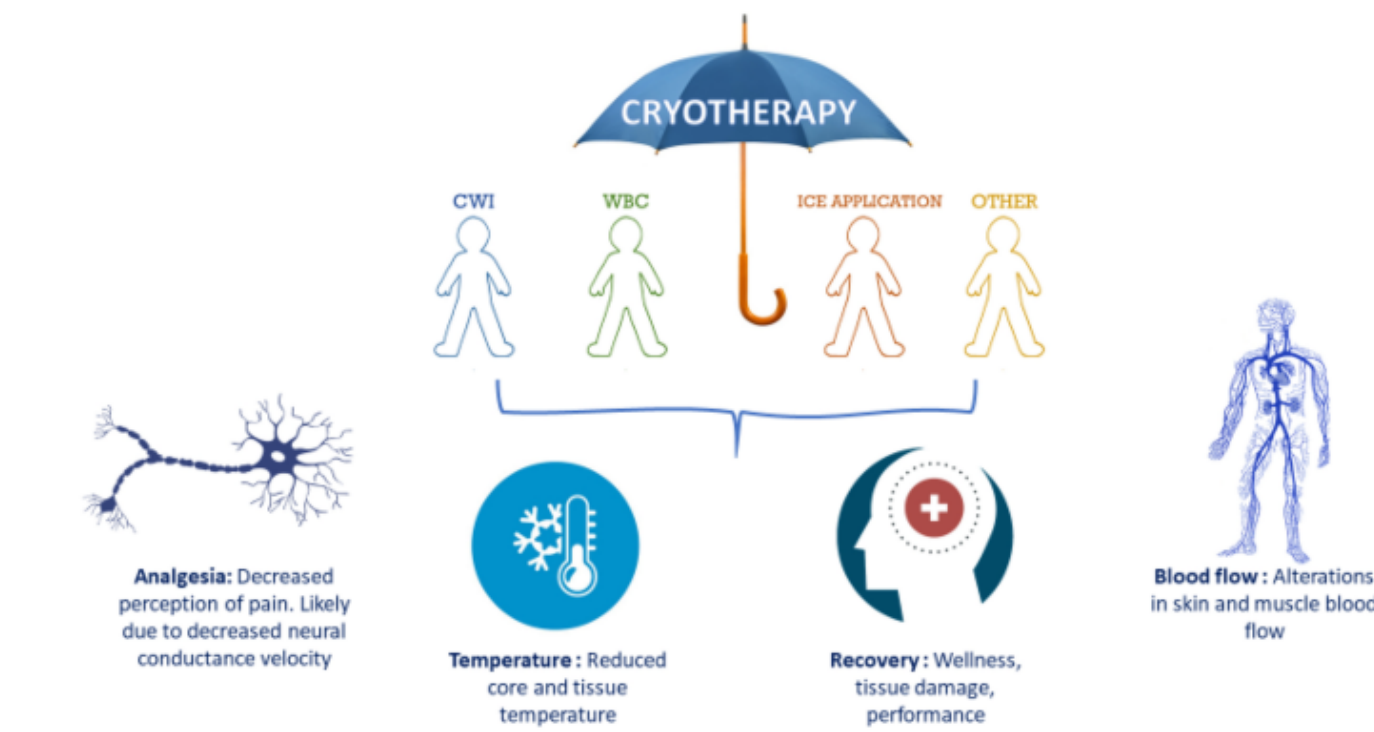 CRYOTHERAPY
CWI
WBC
ICE APPLICATION
OTHER
Analgesia: Decreased
perception of pain. Likely
due to decreased neural
conductance velocity
Temperature : Reduced
core and tissue
temperature
Recovery : Wellness,
tissue damage,
performance
Blood flow : Alterations
in skin and muscle blood
flow